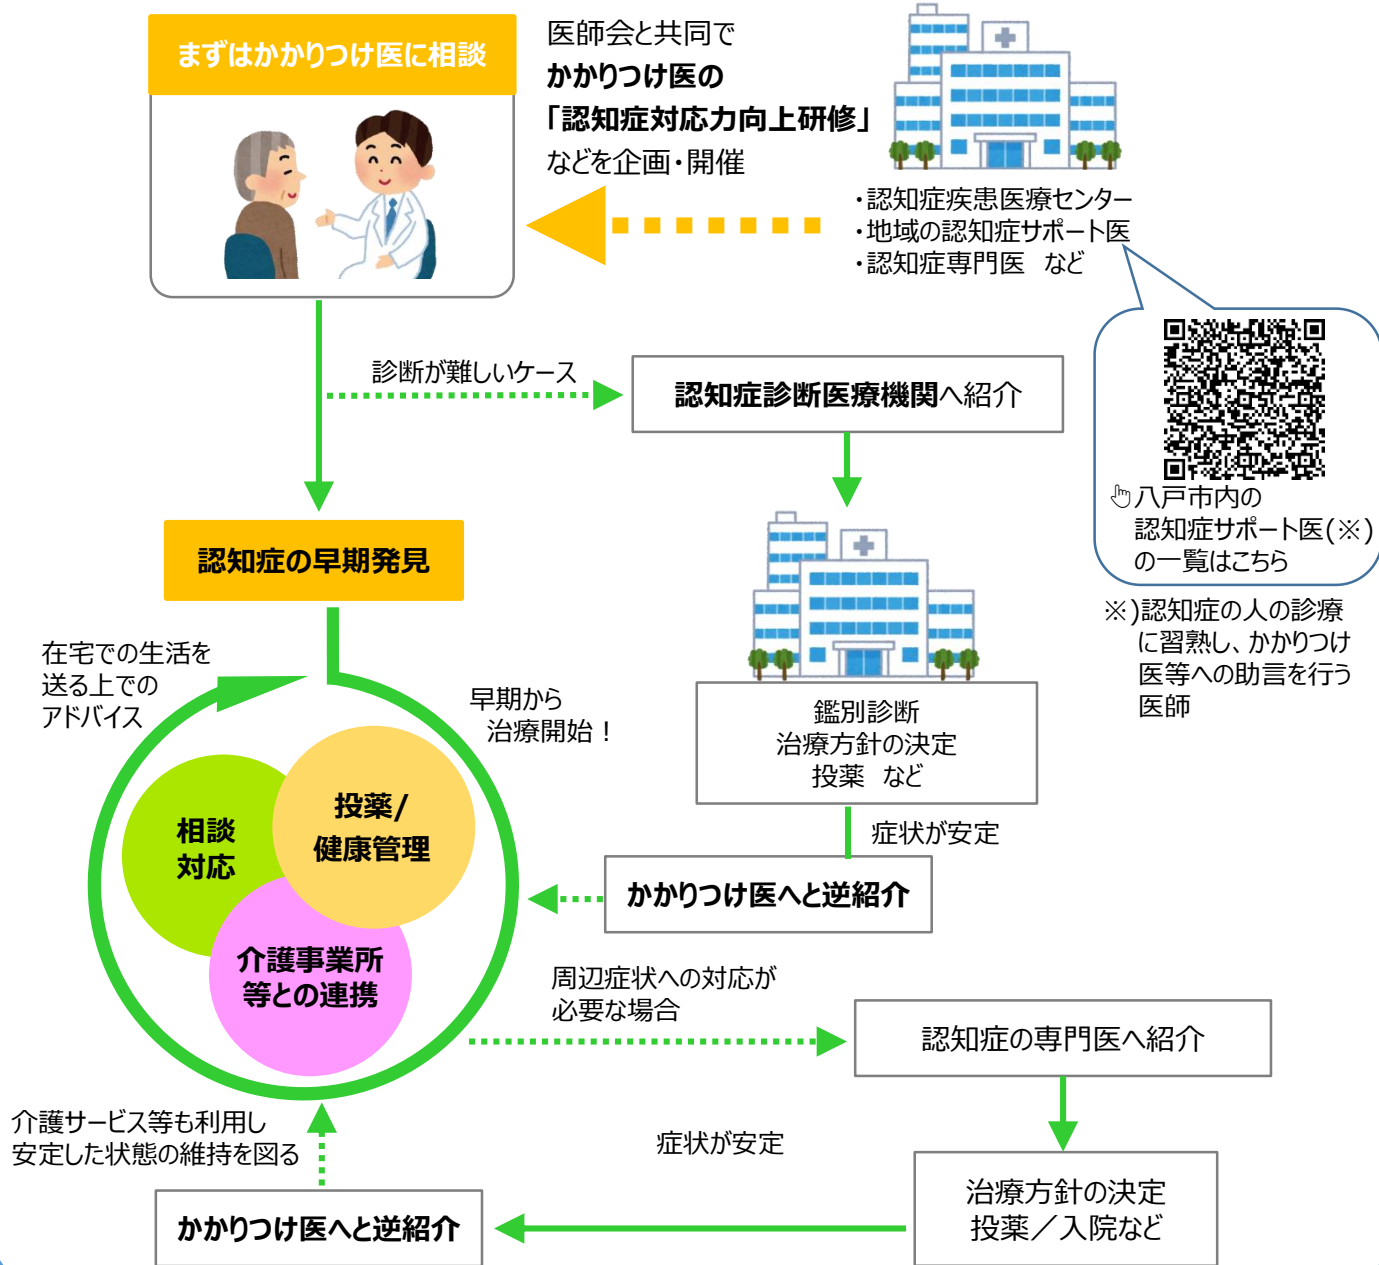 まずはかかりつけ医に相談
医師会と共同で
かかりつけ医の
「認知症対応力向上研修」
などを企画・開催
・認知症疾患医療センター
・地域の認知症サポート医
・認知症専門医　など
八戸市内の
認知症サポート医(※)
の一覧はこちら
※)認知症の人の診療
に習熟し、かかりつけ
医等への助言を行う
医師
診断が難しいケース
認知症診断医療機関へ紹介
認知症の早期発見
在宅での生活を
送る上での
アドバイス
早期から
治療開始！
鑑別診断
治療方針の決定
投薬　など
相談
対応
投薬/
健康管理
介護事業所
等との連携
症状が安定
かかりつけ医へと逆紹介
周辺症状への対応が
必要な場合
認知症の専門医へ紹介
介護サービス等も利用し
安定した状態の維持を図る
症状が安定
治療方針の決定
投薬／入院など
かかりつけ医へと逆紹介